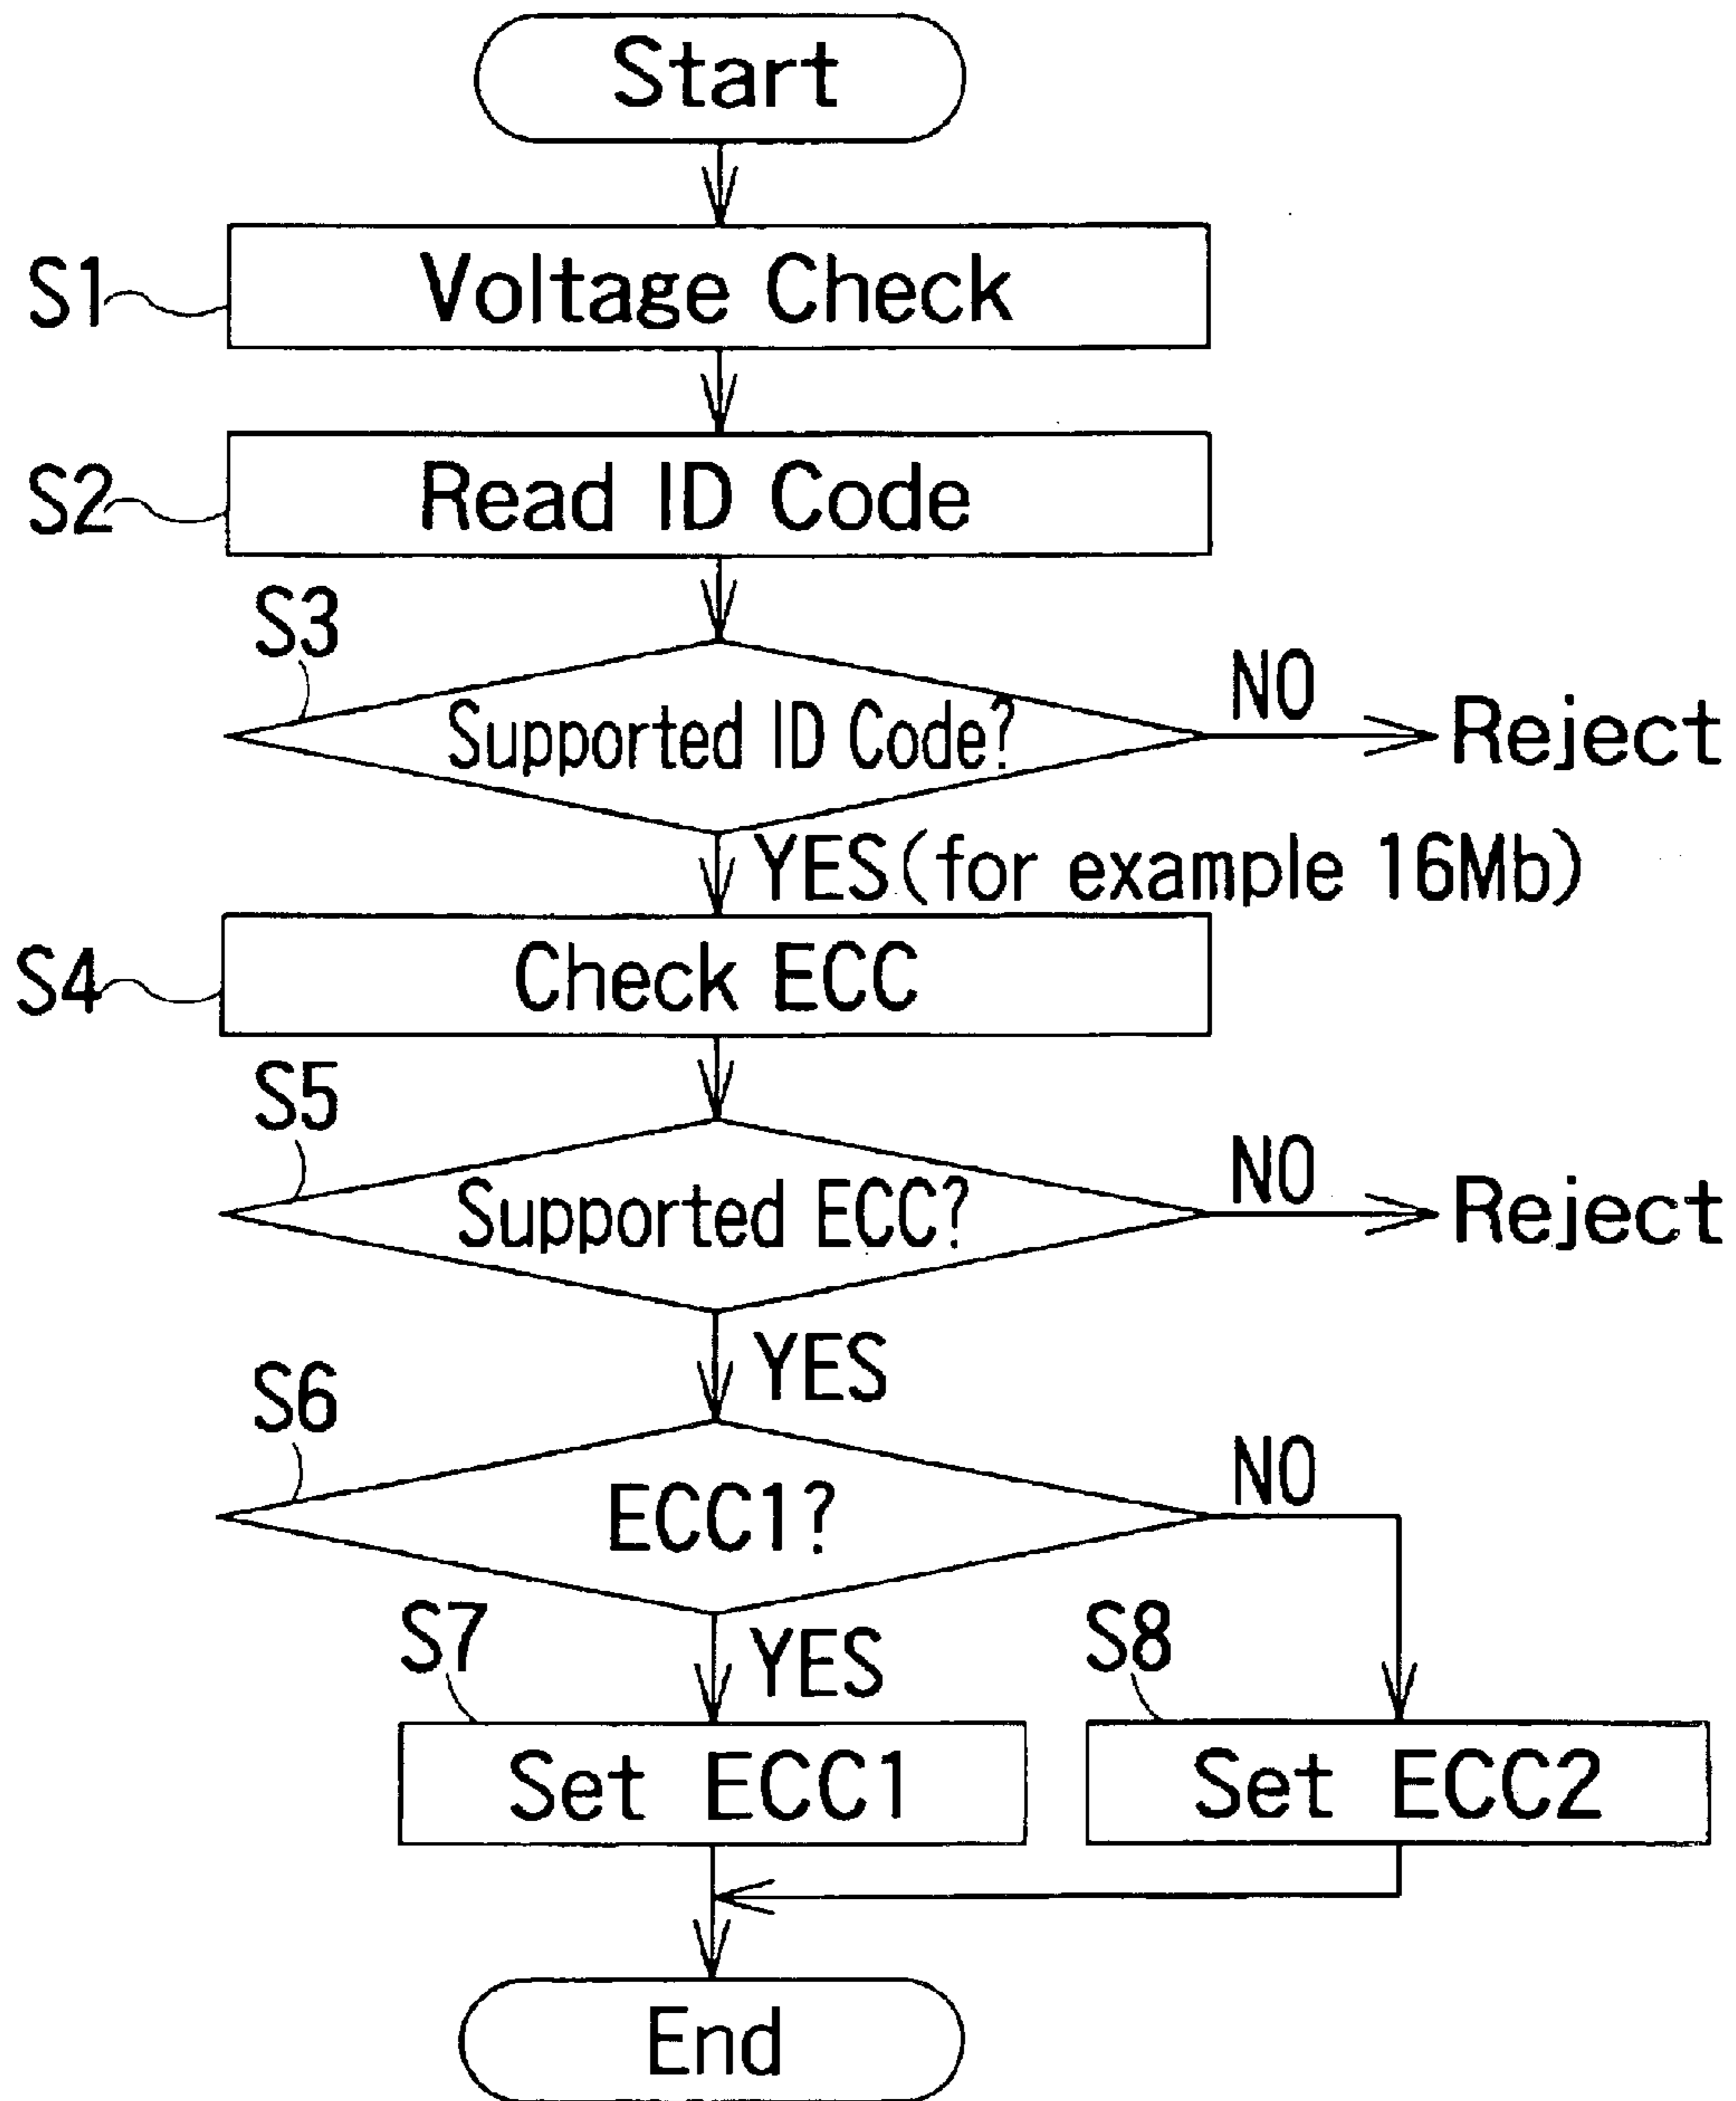 Start
S1
Voltage Check
S2
Read ID Code
S3
Supported ID Code?
NO
Reject
YES(for example 16Mb)
S4
Check ECC
S5
Supported ECC?
NO
Reject
YES
S6
ECC1?
NO
S7
YES
S8
Set ECC1
Set ECC2
End